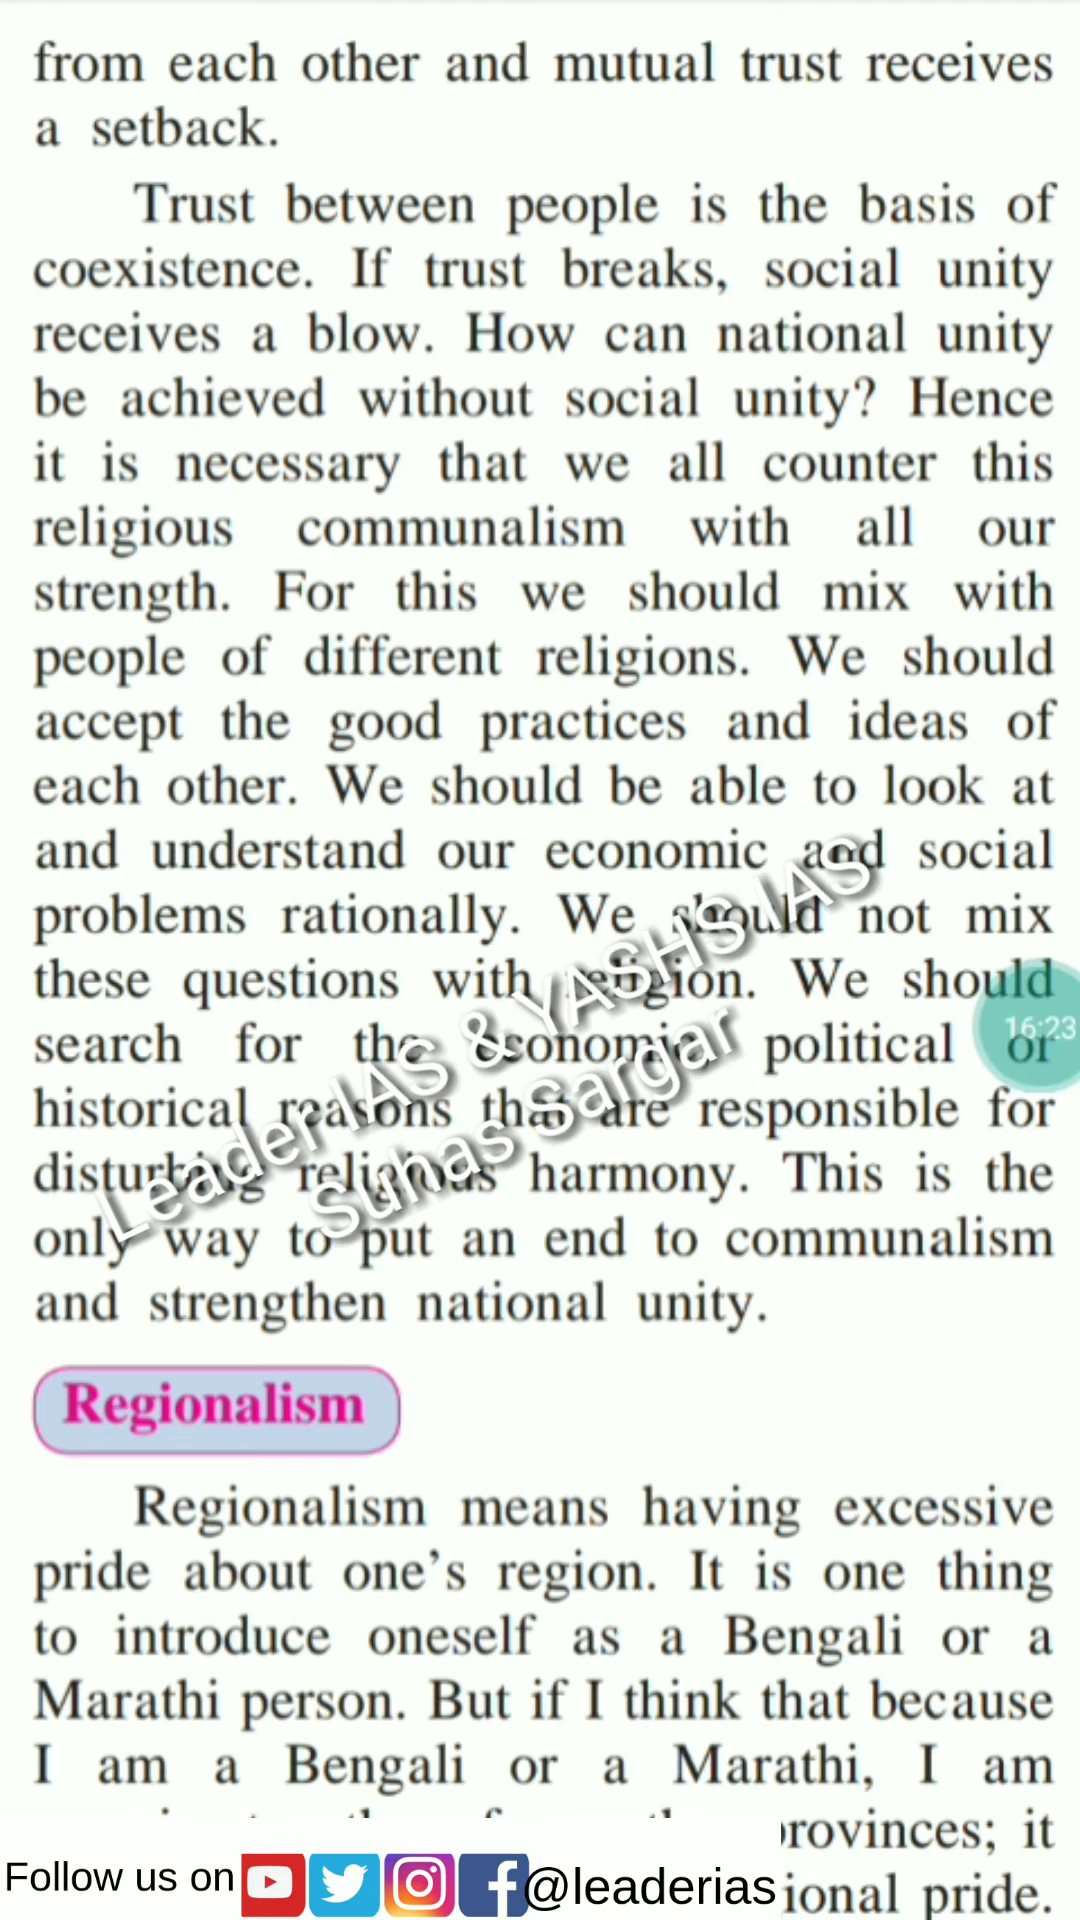 from each other and mutual trust receives
a setback.
Trust between people is the basis of
coexistence. If trust breaks, social unity
receives a blow. How can national unity
be achieved without social unity? Hence
it is necessary that we all counter this
religious communalism with all our
strength. For this we should mix with
people of different religions. We should
accept the good practices and ideas of
each other. We should be able to look at
and understand our economic and social
problems rationally. We should not mix
these questions with religion. We should
search for the economic, political or
historical reasons that are responsible for
disturbing religious harmony. This is the
only way to put an end to communalism
and strengthen national unity.
Leader IAS & YASHS IAS
Suhas Sargar
16:23
Regionalism
Regionalism means having excessive
pride about one's region. It is one thing
to introduce oneself as a Bengali or a
Marathi person. But if I think that because
I am a Bengali or a Marathi, I am
provinces; it
pride.
Follow us on @leaderias